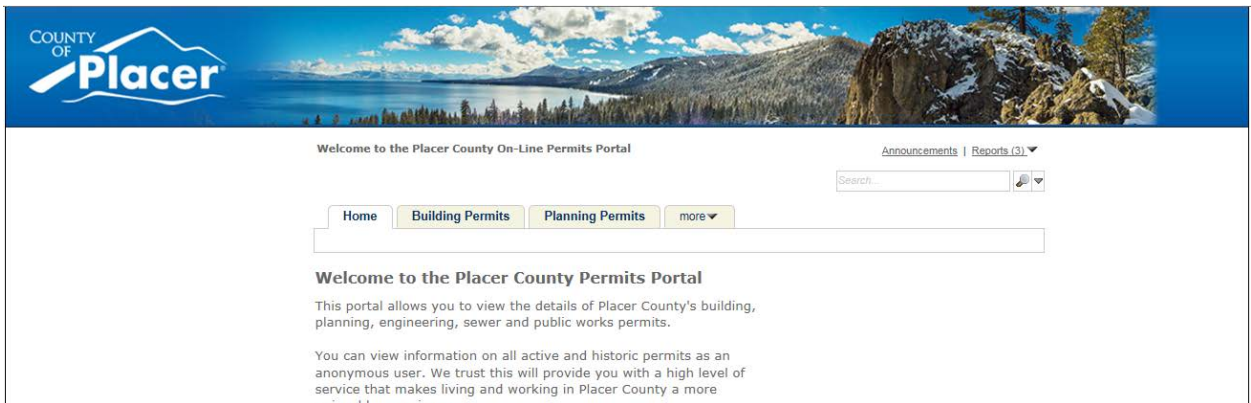 COUNTY
OF
Placer
Welcome to the Placer County On-Line Permits Portal
Announcements | Reports (3)
Search...
Home Building Permits Planning Permits more
Welcome to the Placer County Permits Portal
This portal allows you to view the details of Placer County's building,
planning, engineering, sewer and public works permits.
You can view information on all active and historic permits as an
anonymous user. We trust this will provide you with a high level of
service that makes living and working in Placer County a more